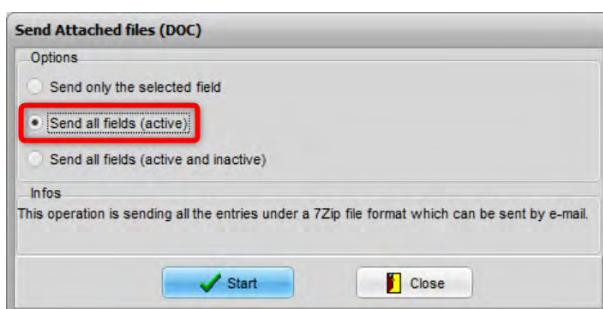 Send Attached files (DOC)
Options
Send only the selected field
Send all fields (active)
Send all fields (active and inactive)
Infos
This operation is sending all the entries under a 7Zip file format which can be sent by e-mail.
Start
Close